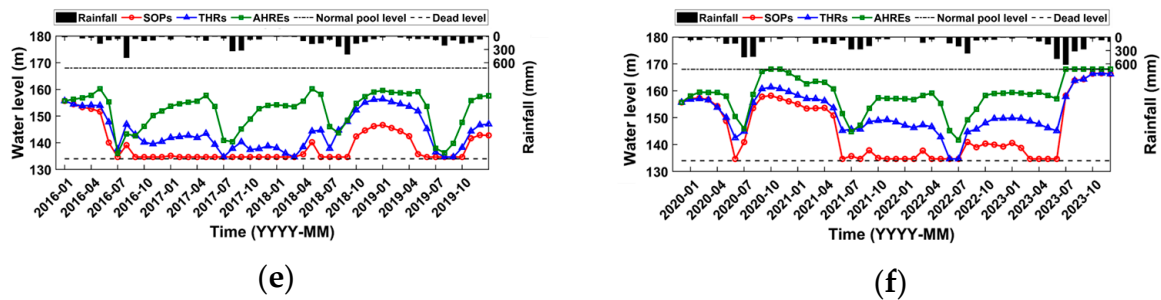 Rainfall SOPs THRs AHREs Normal pool level Dead level
180 170 160 150 140 130
Water level (m)
0 300 600
Rainfall (mm)
2016-01 2016-04 2016-07 2016-10 2017-01 2017-04 2017-07 2017-10 2018-01 2018-04 2018-07 2018-10 2019-01 2019-04 2019-07 2019-10
Time (YYYY-MM)
(e)
Rainfall SOPs THRs AHREs Normal pool level Dead level
180 170 160 150 140 130
Water level (m)
0 300 600
Rainfall (mm)
2020-01 2020-04 2020-07 2020-10 2021-01 2021-04 2021-07 2021-10 2022-01 2022-04 2022-07 2022-10 2023-01 2023-04 2023-07 2023-10
Time (YYYY-MM)
(f)